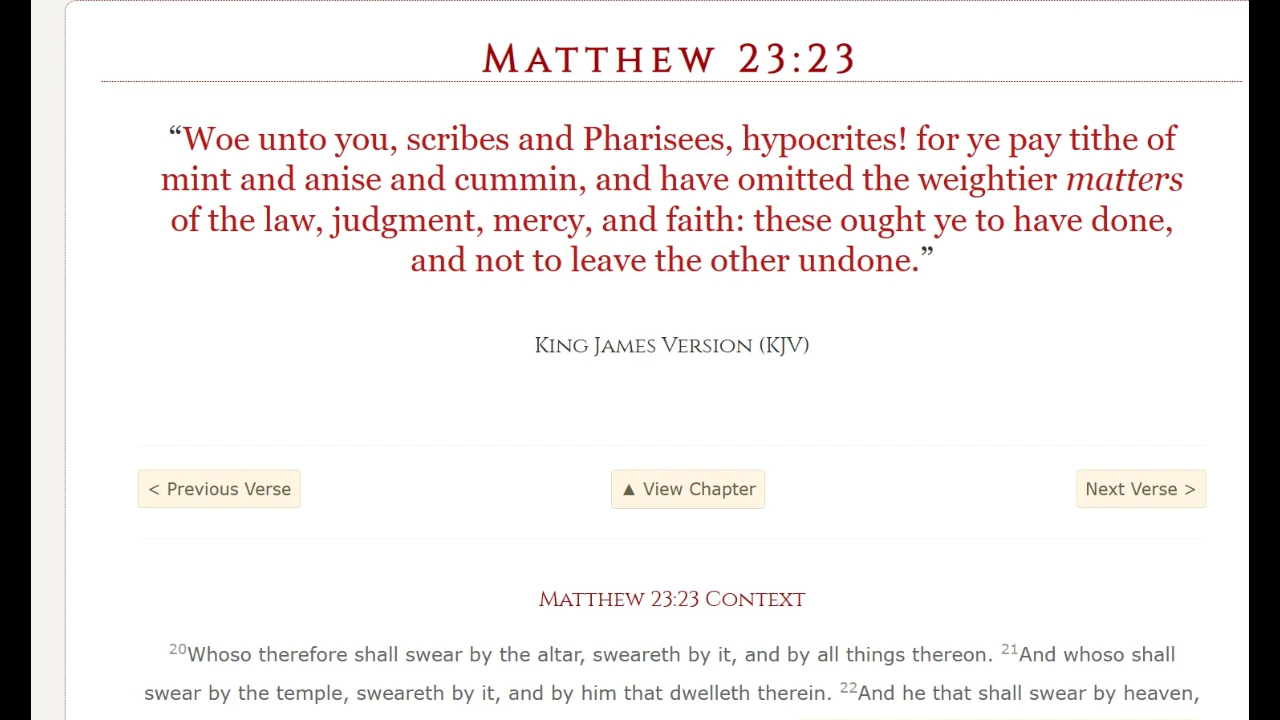 Matthew 23:23
“Woe unto you, scribes and Pharisees, hypocrites! for ye pay tithe of
mint and anise and cummin, and have omitted the weightier matters
of the law, judgment, mercy, and faith: these ought ye to have done,
and not to leave the other undone.”
King James Version (KJV)
< Previous Verse
▲ View Chapter
Next Verse >
Matthew 23:23 Context
20Whoso therefore shall swear by the altar, sweareth by it, and by all things thereon. 21And whoso shall
swear by the temple, sweareth by it, and by him that dwelleth therein. 22And he that shall swear by heaven,